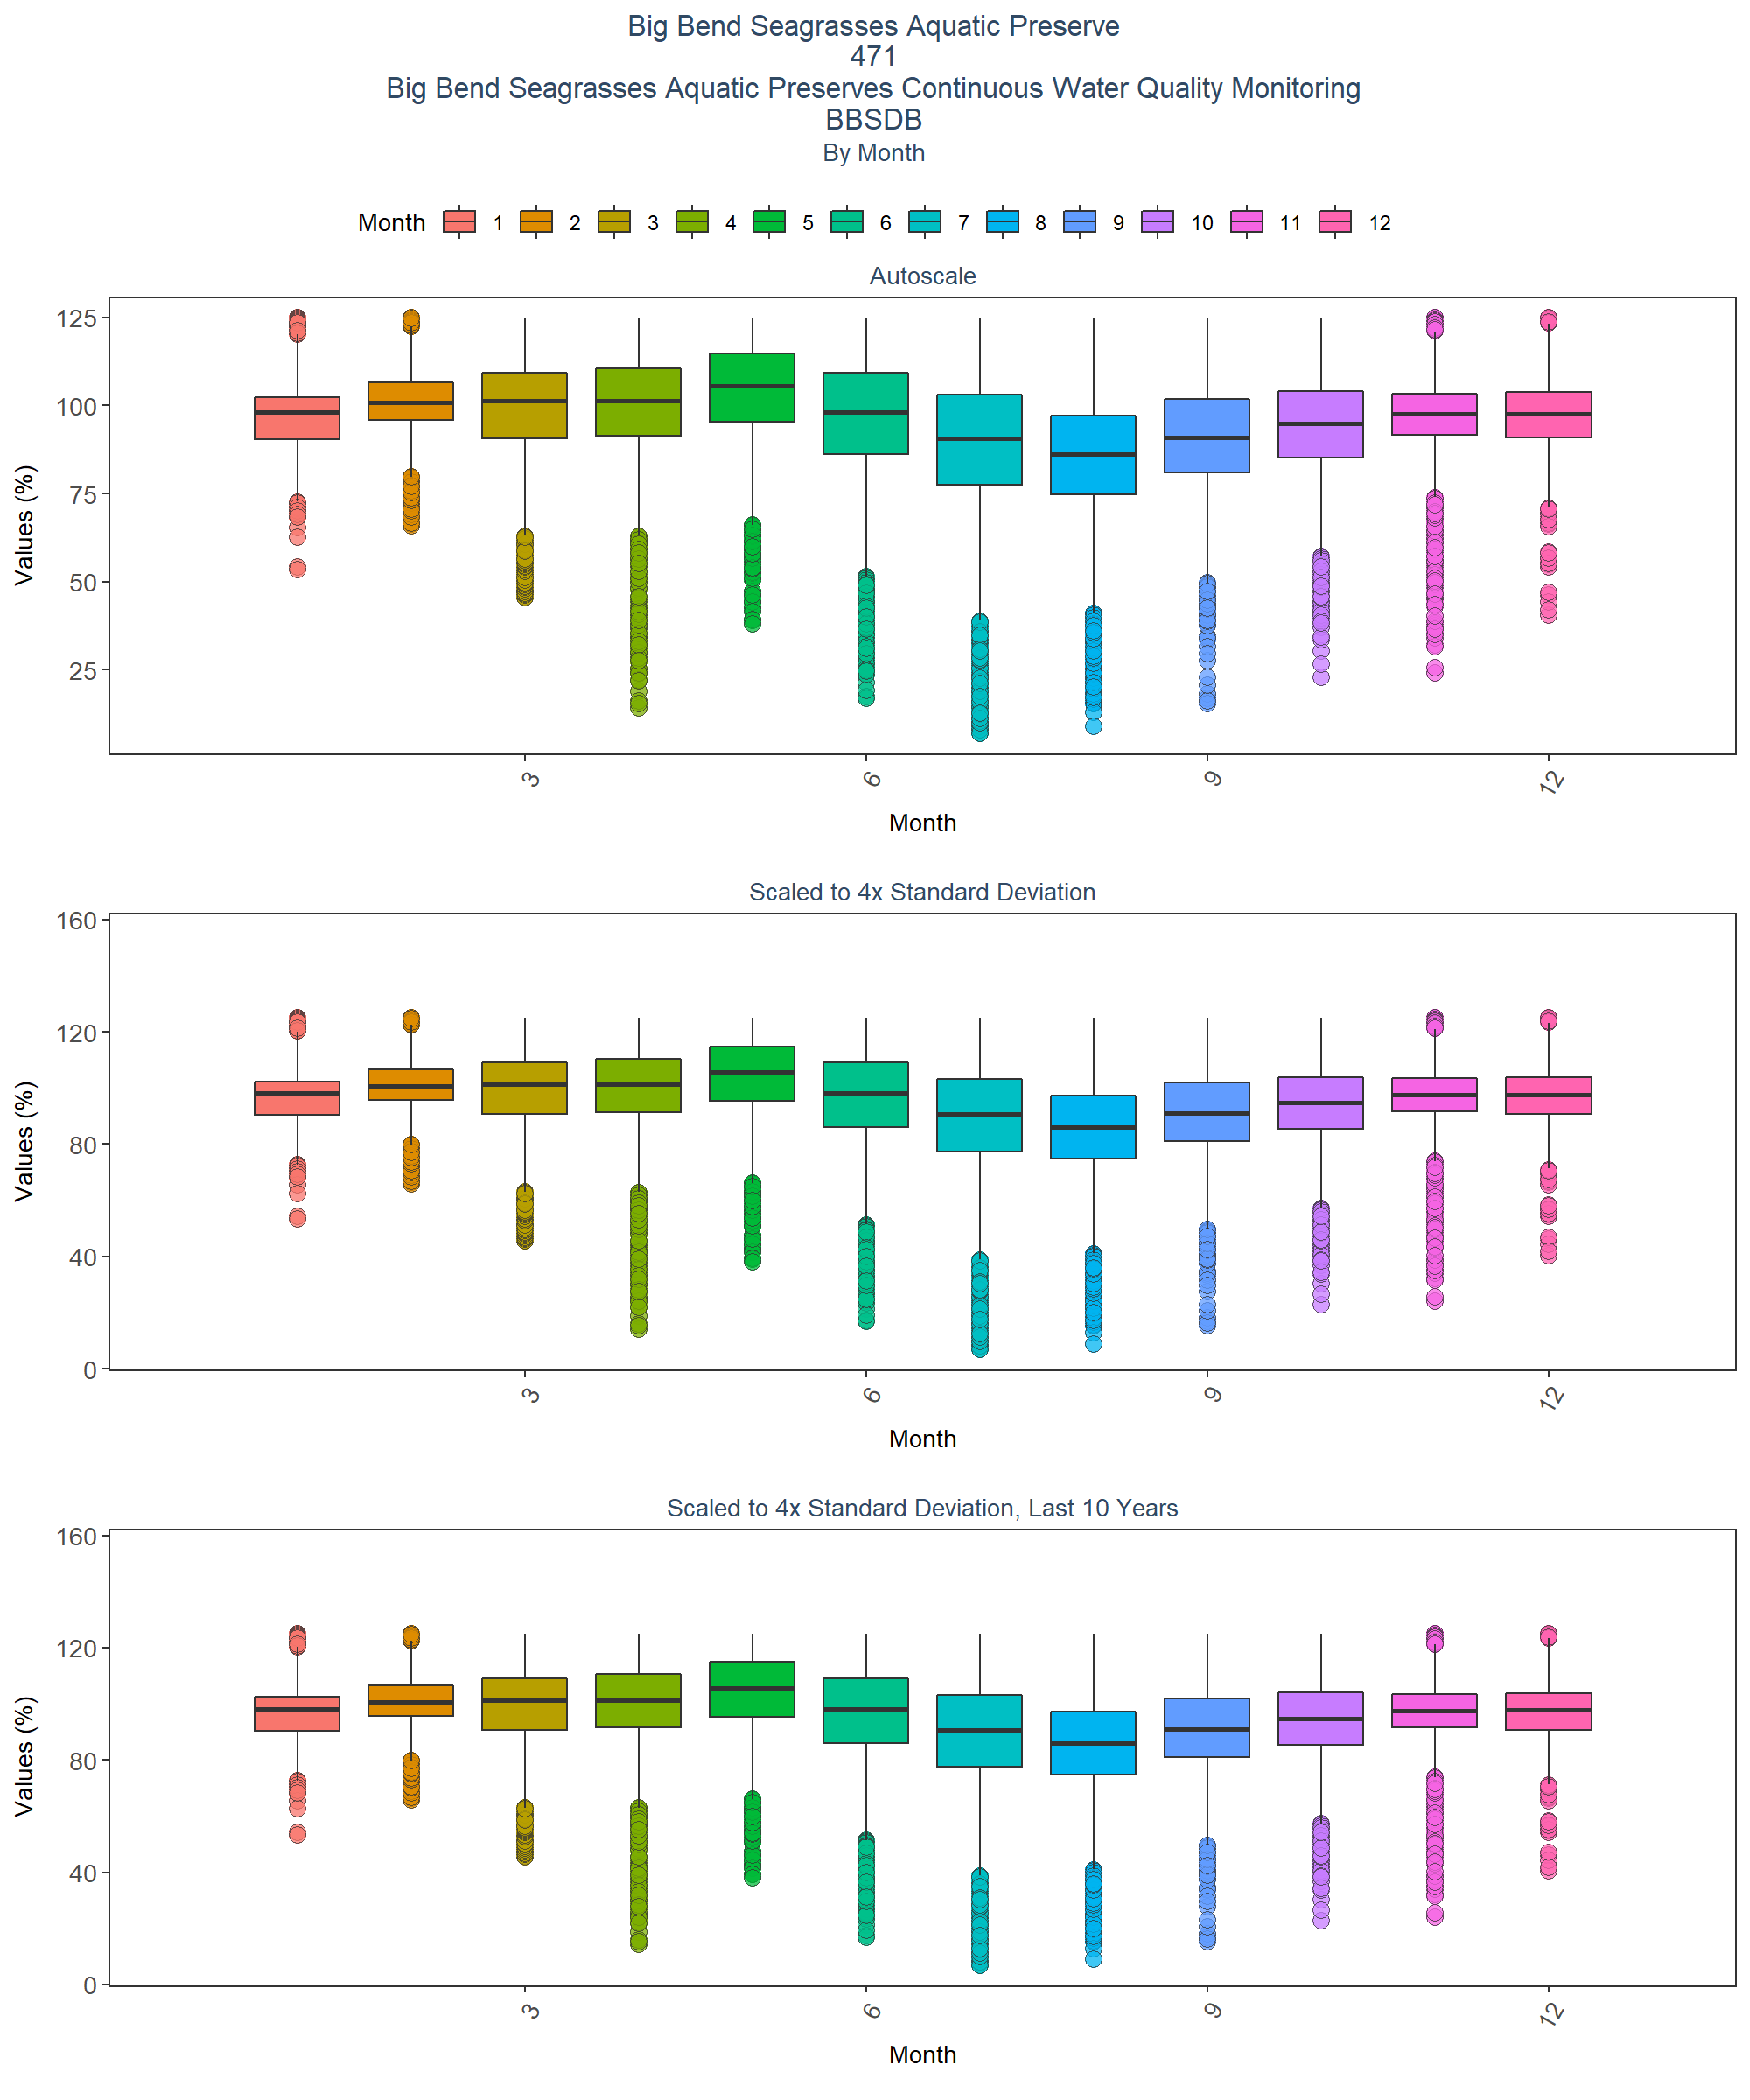 Big Bend Seagrasses Aquatic Preserve
471
Big Bend Seagrasses Aquatic Preserves Continuous Water Quality Monitoring
BBSDB
By Month
Month 1 2 3 4 5 6 7 8 9 10 11 12
Autoscale
125
100
75
50
25
Values (%)
3 6 9 12
Month
Scaled to 4x Standard Deviation
160
120
80
40
0
Values (%)
3 6 9 12
Month
Scaled to 4x Standard Deviation, Last 10 Years
160
120
80
40
0
Values (%)
3 6 9 12
Month